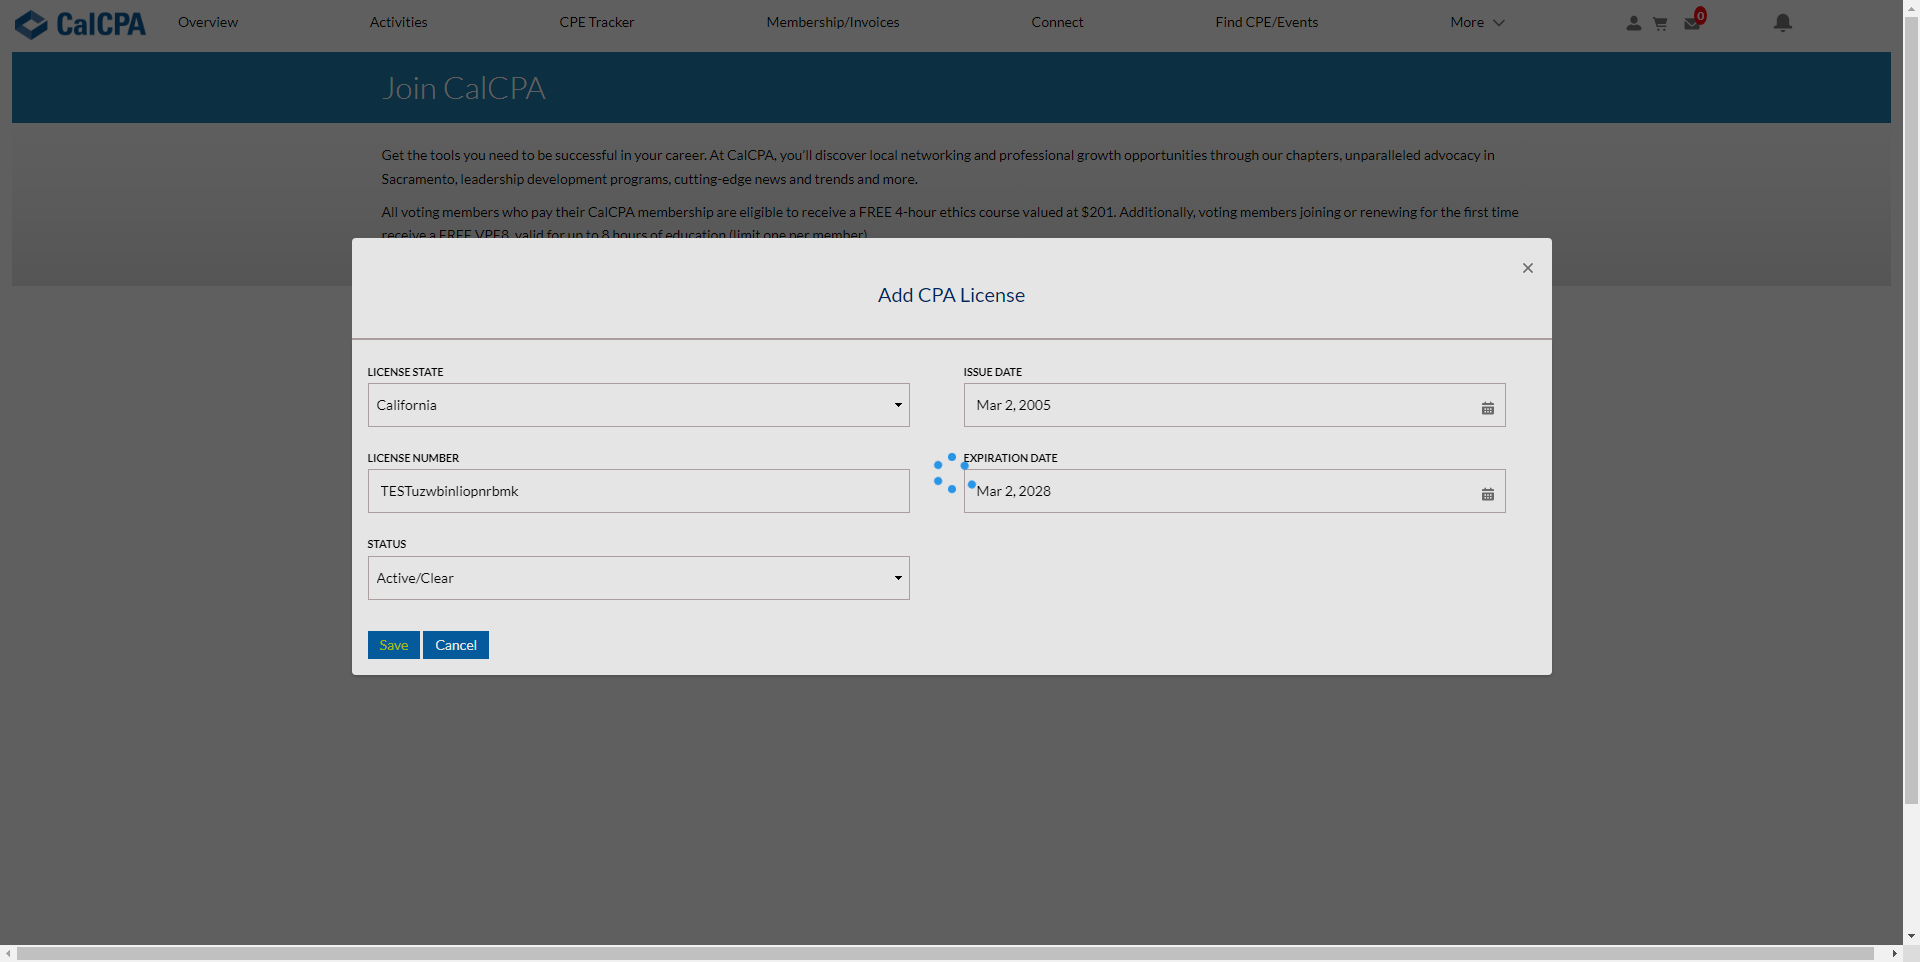 CalCPA
Overview
Activities
CPE Tracker
Membership/Invoices
Connect
Find CPE/Events
More
0
Join CalCPA
Get the tools you need to be successful in your career. At CalCPA, you'll discover local networking and professional growth opportunities through our chapters, unparalleled advocacy in
Sacramento, leadership development programs, cutting-edge news and trends and more.
All voting members who pay their CalCPA membership are eligible to receive a FREE 4-hour ethics course valued at $201. Additionally, voting members joining or renewing for the first time
receive a FREE VPE8, valid for up to 8 hours of education (limit one per member)
Add CPA License
LICENSE STATE
California
ISSUE DATE
Mar 2, 2005
LICENSE NUMBER
TESTuzwbinliopnrbmk
EXPIRATION DATE
Mar 2, 2028
STATUS
Active/Clear
Save
Cancel